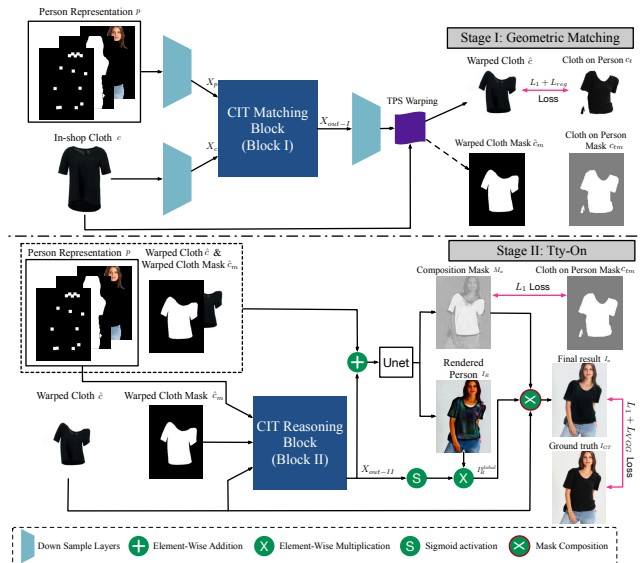 Person Representation p
Stage I: Geometric Matching
Warped Cloth ĉ
Cloth on Person c_t
X_p
L_1 + L_reg
Loss
In-shop Cloth c
CIT Matching
Block
(Block I)
X_out-I
TPS Warping
X_c
Warped Cloth Mask ĉ_m
Cloth on Person
Mask c_tm
Stage II: Tty-On
Person Representation p
Warped Cloth ĉ &
Warped Cloth Mask ĉ_m
Composition Mask M_o
Cloth on Person Mask c_tm
L_1 Loss
Unet
Rendered
Person I_R
Final result I_o
Warped Cloth ĉ
Warped Cloth Mask ĉ_m
CIT Reasoning
Block
(Block II)
L_1 + L_VGG Loss
Ground truth I_GT
X_out-II
S
X
I_R^global
Down Sample Layers
Element-Wise Addition
X
Element-Wise Multiplication
S
Sigmoid activation
Mask Composition